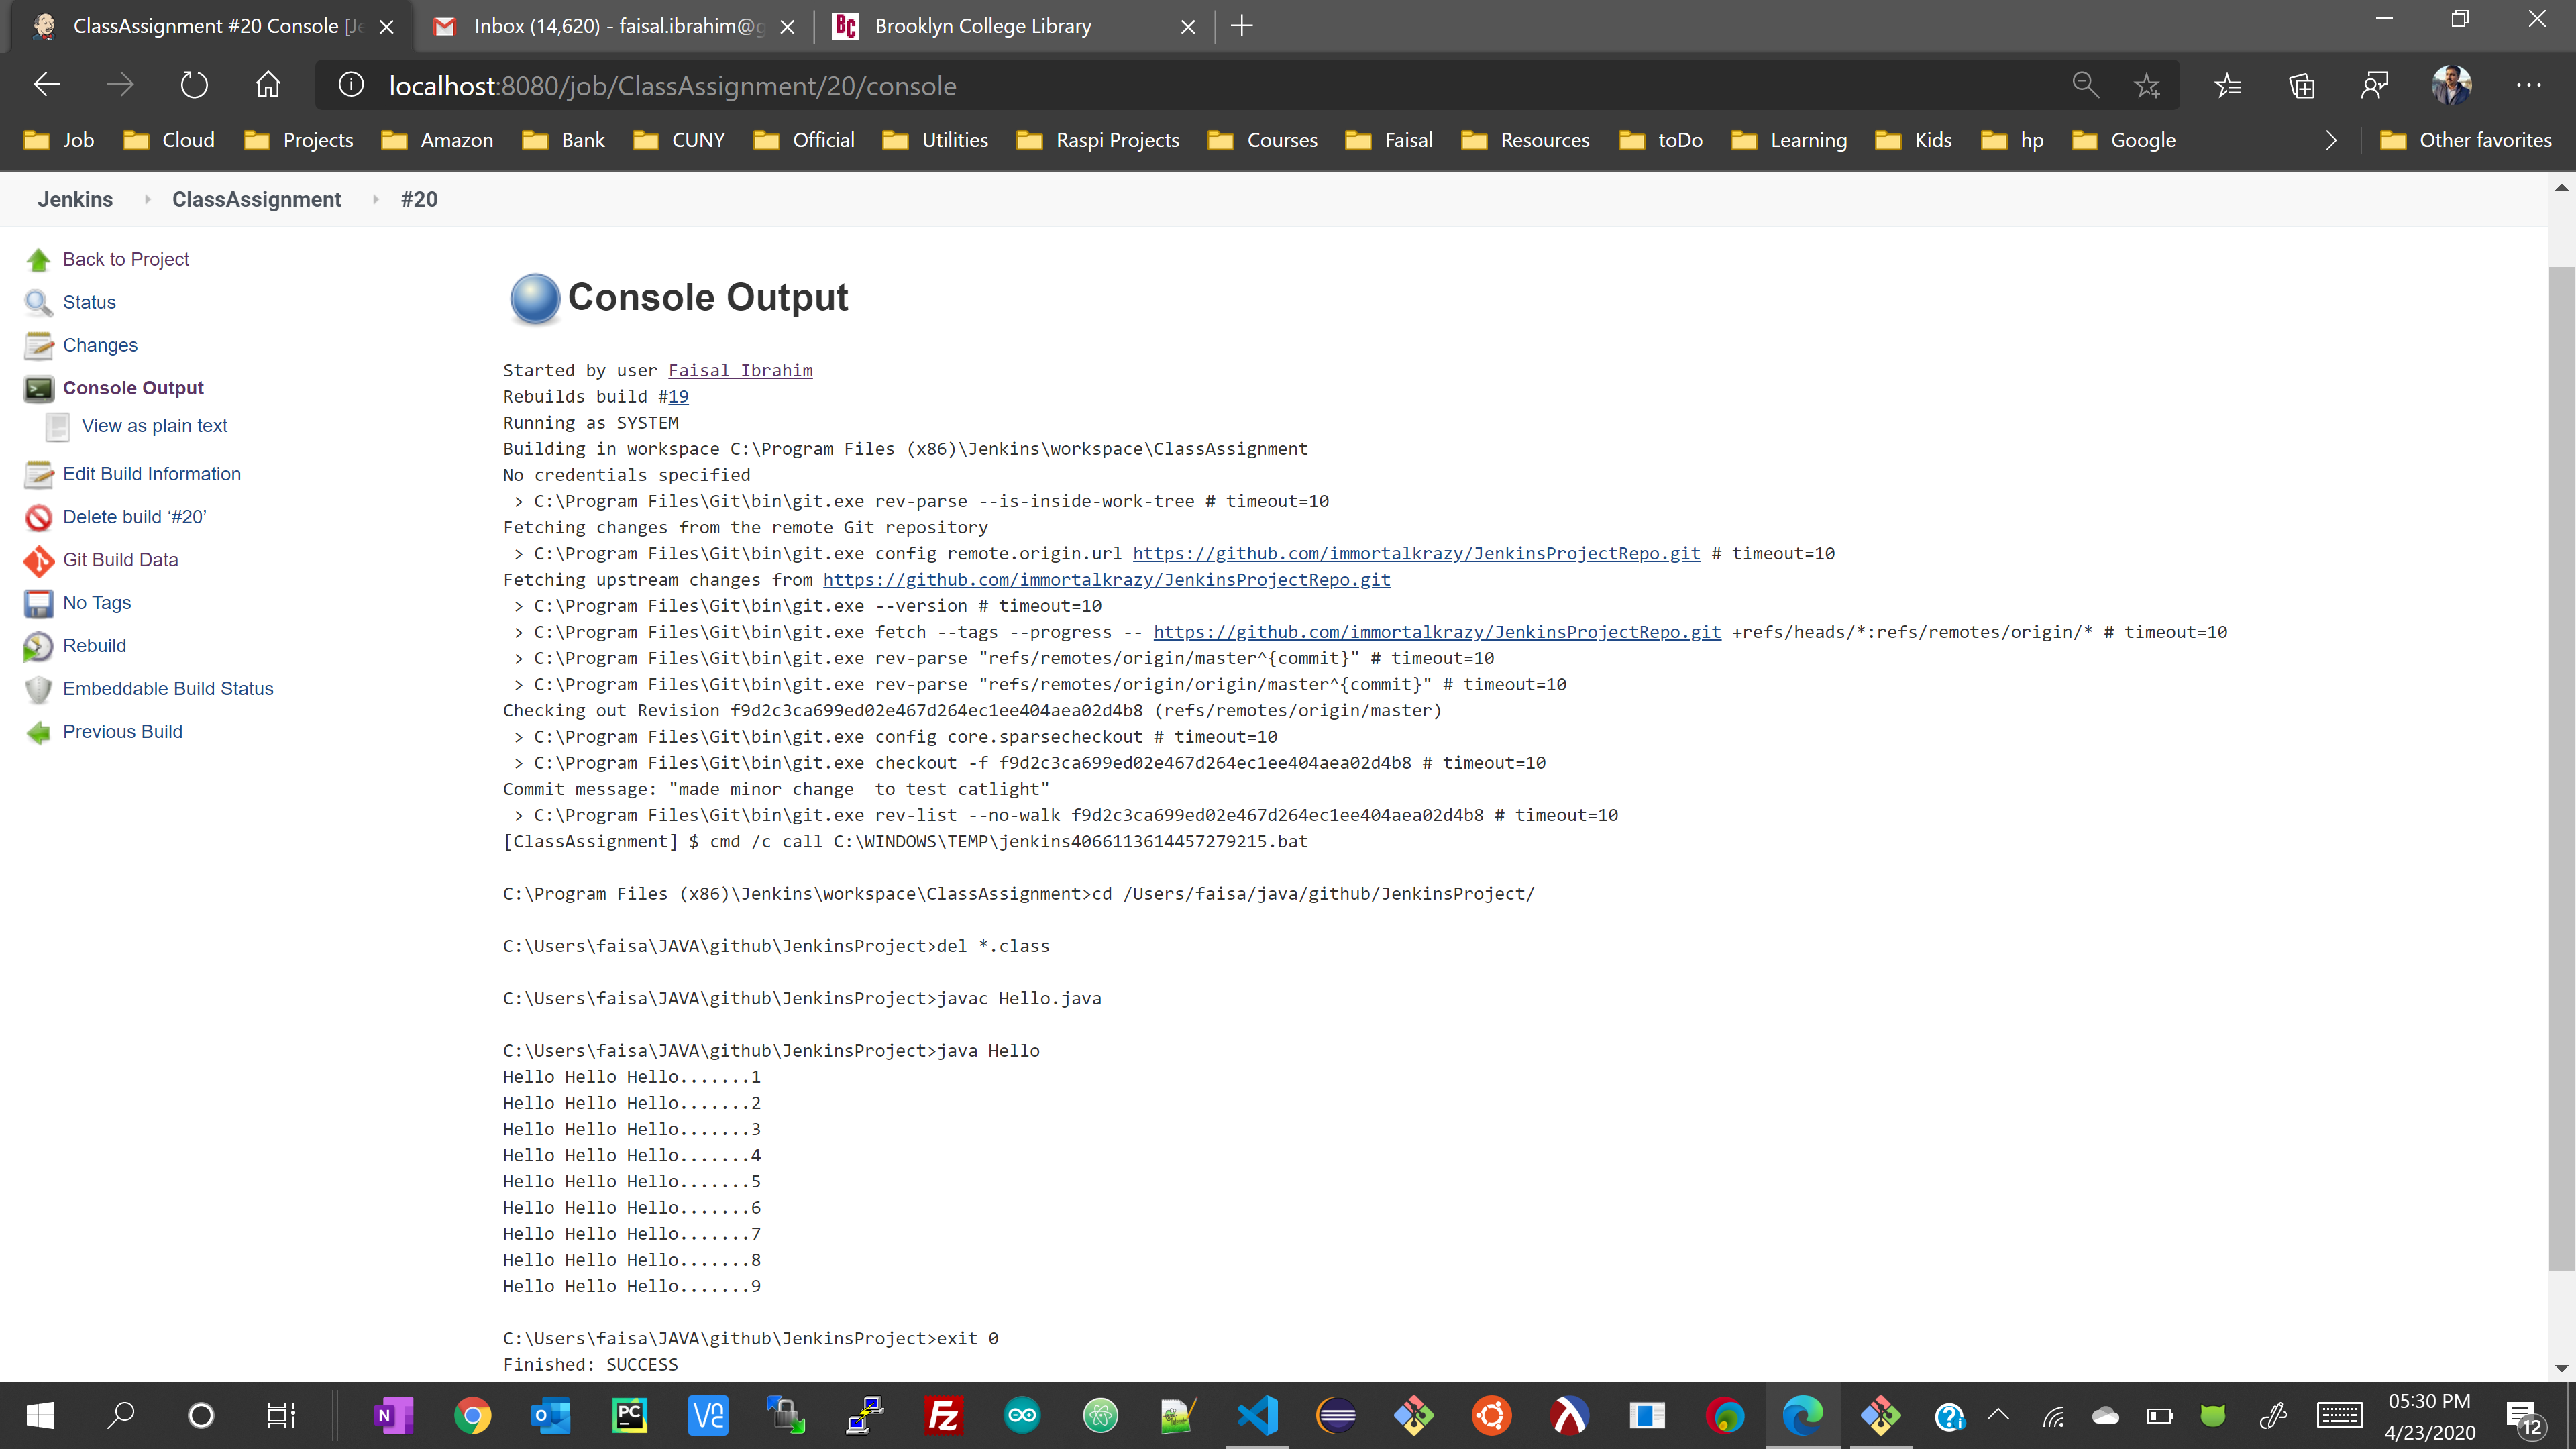 ClassAssignment #20 Console [Je
Inbox (14,620) - faisal.ibrahim@g
BC
Brooklyn College Library
localhost:8080/job/ClassAssignment/20/console
Job
Cloud
Projects
Amazon
Bank
CUNY
Official
Utilities
Raspi Projects
Courses
Faisal
Resources
toDo
Learning
Kids
hp
Google
Other favorites
Jenkins
ClassAssignment
#20
Back to Project
Status
Changes
Console Output
View as plain text
Edit Build Information
Delete build ‘#20’
Git Build Data
No Tags
Rebuild
Embeddable Build Status
Previous Build
Console Output
Started by user Faisal Ibrahim
Rebuilds build #19
Running as SYSTEM
Building in workspace C:\Program Files (x86)\Jenkins\workspace\ClassAssignment
No credentials specified
> C:\Program Files\Git\bin\git.exe rev-parse --is-inside-work-tree # timeout=10
Fetching changes from the remote Git repository
> C:\Program Files\Git\bin\git.exe config remote.origin.url https://github.com/immortalkrazy/JenkinsProjectRepo.git # timeout=10
Fetching upstream changes from https://github.com/immortalkrazy/JenkinsProjectRepo.git
> C:\Program Files\Git\bin\git.exe --version # timeout=10
> C:\Program Files\Git\bin\git.exe fetch --tags --progress -- https://github.com/immortalkrazy/JenkinsProjectRepo.git +refs/heads/*:refs/remotes/origin/* # timeout=10
> C:\Program Files\Git\bin\git.exe rev-parse "refs/remotes/origin/master^{commit}" # timeout=10
> C:\Program Files\Git\bin\git.exe rev-parse "refs/remotes/origin/origin/master^{commit}" # timeout=10
Checking out Revision f9d2c3ca699ed02e467d264ec1ee404aea02d4b8 (refs/remotes/origin/master)
> C:\Program Files\Git\bin\git.exe config core.sparsecheckout # timeout=10
> C:\Program Files\Git\bin\git.exe checkout -f f9d2c3ca699ed02e467d264ec1ee404aea02d4b8 # timeout=10
Commit message: "made minor change  to test catlight"
> C:\Program Files\Git\bin\git.exe rev-list --no-walk f9d2c3ca699ed02e467d264ec1ee404aea02d4b8 # timeout=10
[ClassAssignment] $ cmd /c call C:\WINDOWS\TEMP\jenkins4066113614457279215.bat
C:\Program Files (x86)\Jenkins\workspace\ClassAssignment>cd /Users/faisa/java/github/JenkinsProject/
C:\Users\faisa\JAVA\github\JenkinsProject>del *.class
C:\Users\faisa\JAVA\github\JenkinsProject>javac Hello.java
C:\Users\faisa\JAVA\github\JenkinsProject>java Hello
Hello Hello Hello.......1
Hello Hello Hello.......2
Hello Hello Hello.......3
Hello Hello Hello.......4
Hello Hello Hello.......5
Hello Hello Hello.......6
Hello Hello Hello.......7
Hello Hello Hello.......8
Hello Hello Hello.......9
C:\Users\faisa\JAVA\github\JenkinsProject>exit 0
Finished: SUCCESS
N
O
PC
VE
FZ
05:30 PM
4/23/2020
12